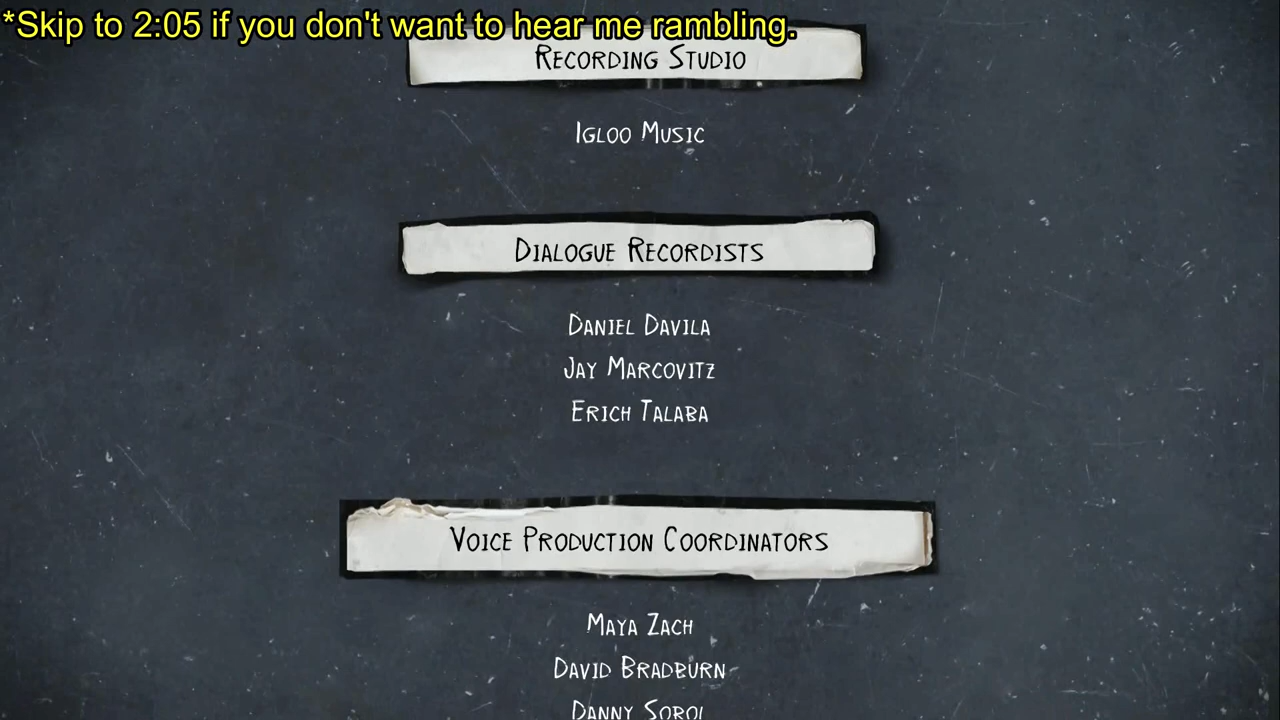 *Skip to 2:05 if you don't want to hear me rambling.
Recording Studio
Igloo Music
Dialogue Recordists
Daniel Davila
Jay Marcovitz
Erich Talaba
Voice Production Coordinators
Maya Zach
David Bradburn
Danny